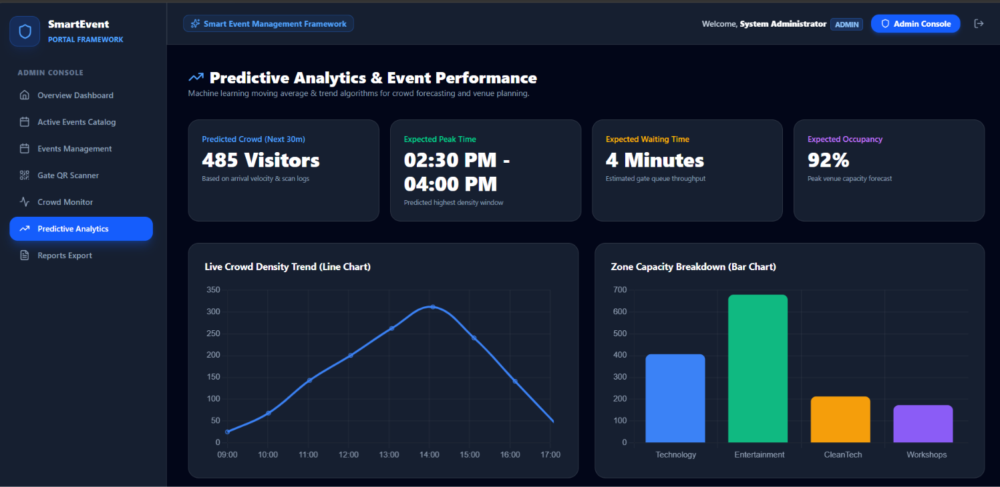 SmartEvent
PORTAL FRAMEWORK
ADMIN CONSOLE
Overview Dashboard
Active Events Catalog
Events Management
Gate QR Scanner
Crowd Monitor
Predictive Analytics
Reports Export
Smart Event Management Framework
Welcome, System Administrator ADMIN
Admin Console
Predictive Analytics & Event Performance
Machine learning moving average & trend algorithms for crowd forecasting and venue planning.
Predicted Crowd (Next 30m)
485 Visitors
Based on arrival velocity & scan logs
Expected Peak Time
02:30 PM -
04:00 PM
Predicted highest density window
Expected Waiting Time
4 Minutes
Estimated gate queue throughput
Expected Occupancy
92%
Peak venue capacity forecast
Live Crowd Density Trend (Line Chart)
350
300
250
200
150
100
50
0
09:00 10:00 11:00 12:00 13:00 14:00 15:00 16:00 17:00
Zone Capacity Breakdown (Bar Chart)
700
600
500
400
300
200
100
0
Technology Entertainment CleanTech Workshops